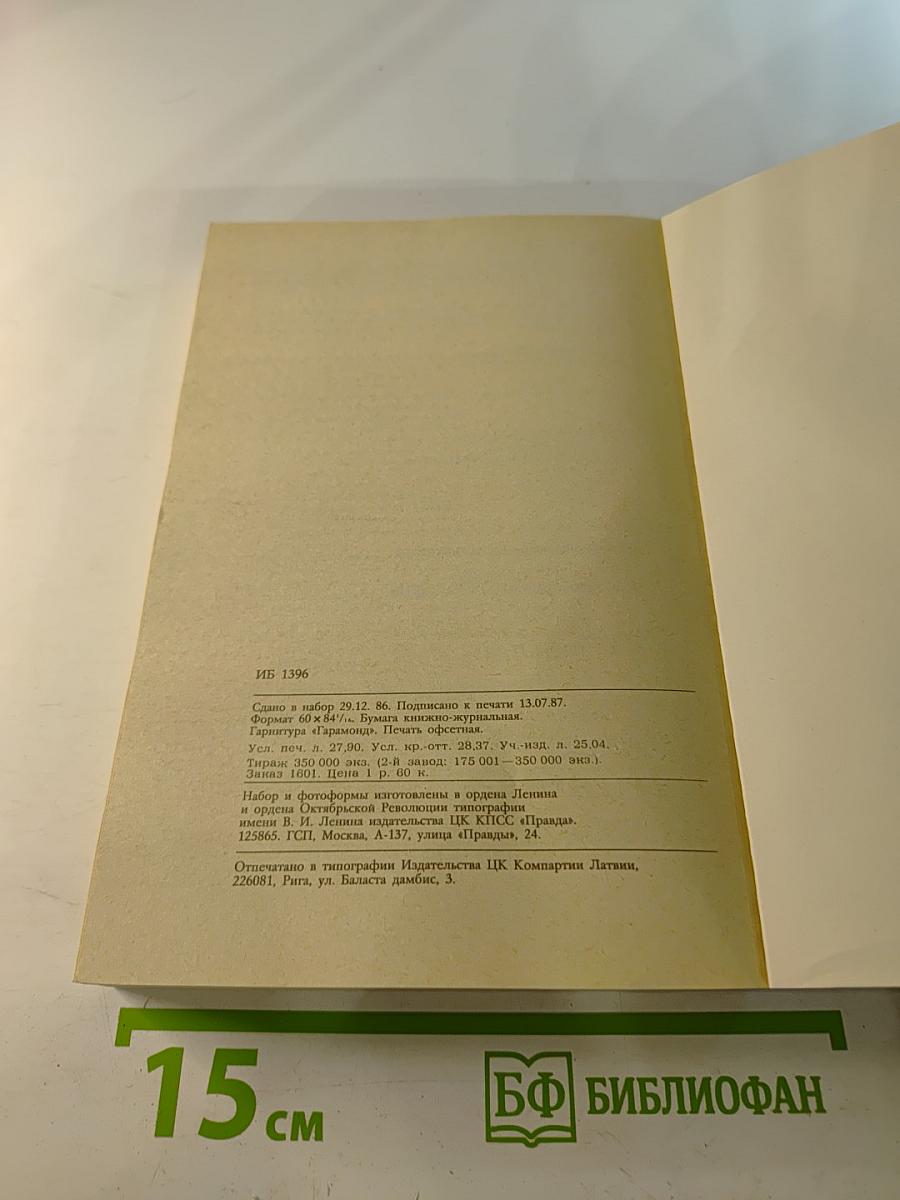 ИБ 1396
Сдано в набор 29.12. 86. Подписано к печати 13.07.87.
Формат 60×84¹/₁₆. Бумага книжно-журнальная.
Гарнитура «Гарамонд». Печать офсетная.
Усл. печ. л. 27,90. Усл. кр.-отт. 28,37. Уч.-изд. л. 25,04.
Тираж 350 000 экз. (2-й завод: 175 001—350 000 экз.).
Заказ 1601. Цена 1 р. 60 к.
Набор и фотоформы изготовлены в ордена Ленина
и ордена Октябрьской Революции типографии
имени В. И. Ленина издательства ЦК КПСС «Правда».
125865. ГСП, Москва, А-137, улица «Правды», 24.
Отпечатано в типографии Издательства ЦК Компартии Латвии,
226081, Рига, ул. Баласта дамбис, 3.
15 см
БФ БИБЛИОФАН